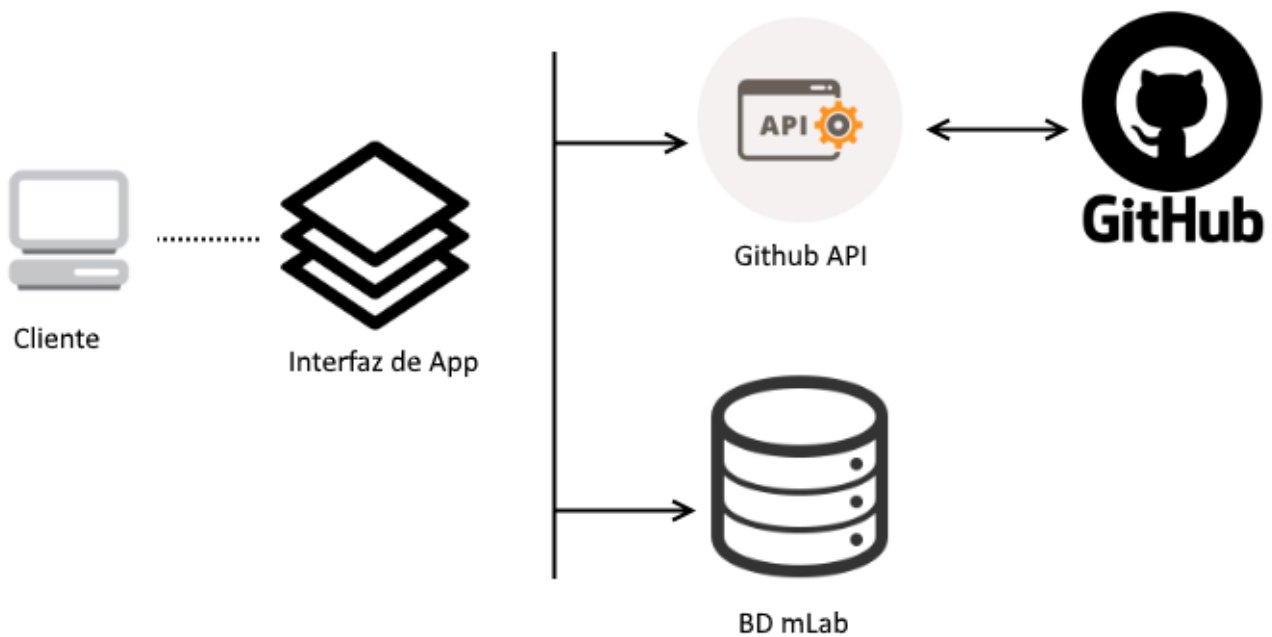 API
GitHub
Github API
Cliente
Interfaz de App
BD mLab